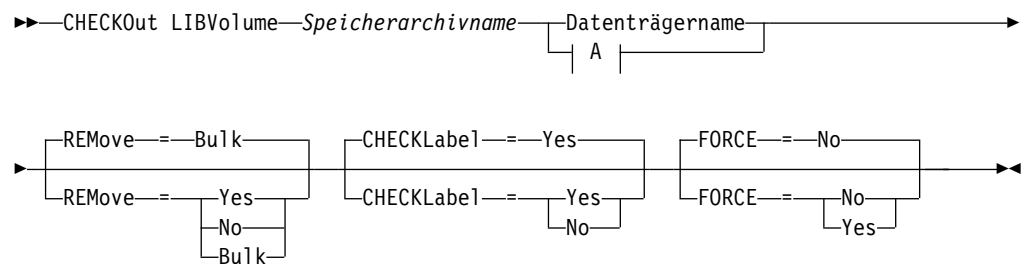 CHECKOut LIBVolume Speicherarchivname Datenträgername
A
REMove = Bulk CHECKLabel = Yes FORCE = No
REMove = Yes CHECKLabel = Yes FORCE = No
No No Yes
Bulk